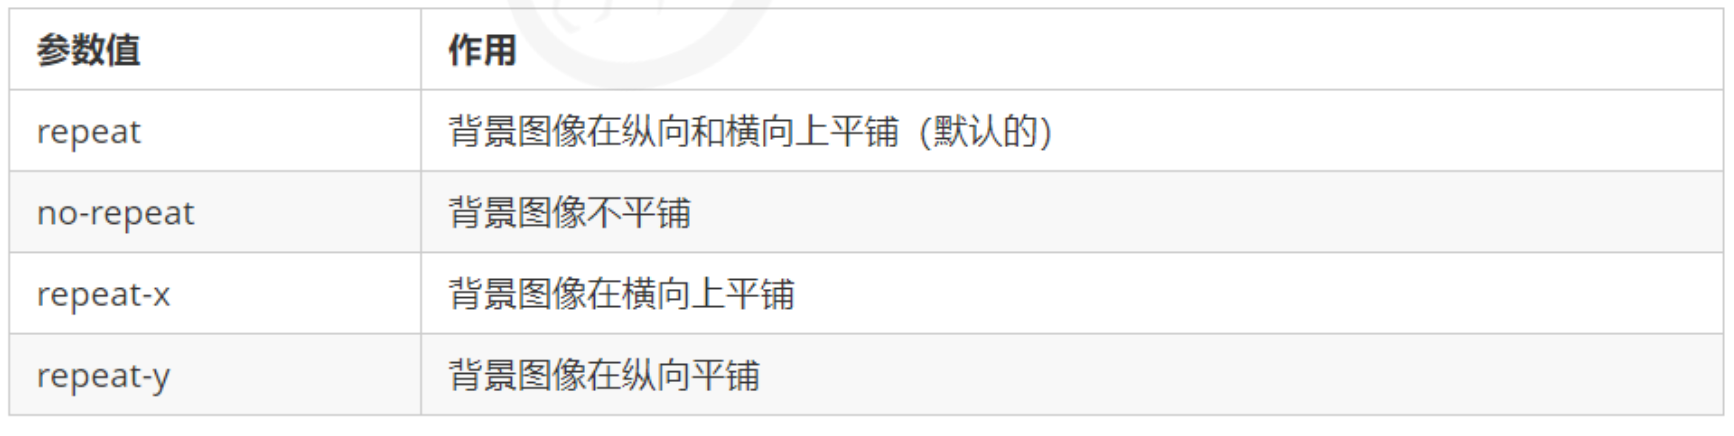 参数值 作用
repeat 背景图像在纵向和横向上平铺（默认的）
no-repeat 背景图像不平铺
repeat-x 背景图像在横向上平铺
repeat-y 背景图像在纵向平铺